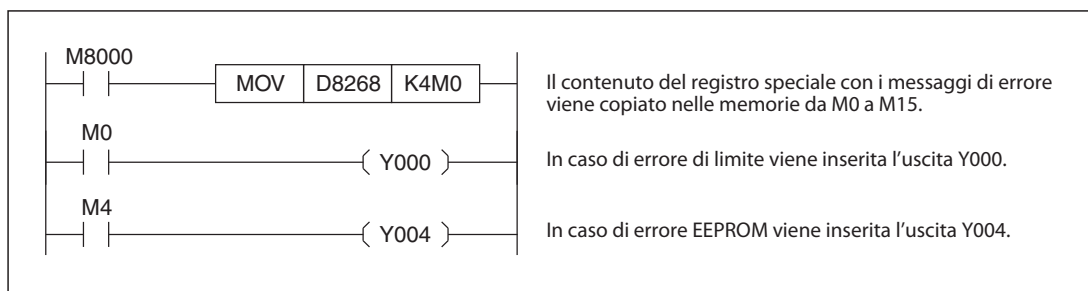 M8000
MOV D8268 K4M0
Il contenuto del registro speciale con i messaggi di errore
viene copiato nelle memorie da M0 a M15.
M0
Y000
In caso di errore di limite viene inserita l'uscita Y000.
M4
Y004
In caso di errore EEPROM viene inserita l'uscita Y004.